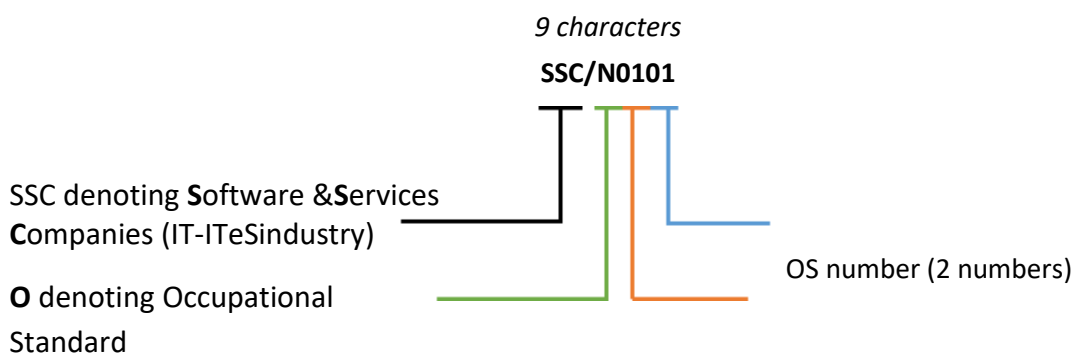 9 characters
SSC/N0101
SSC denoting Software &Services
Companies (IT-ITeSindustry)
OS number (2 numbers)
O denoting Occupational
Standard